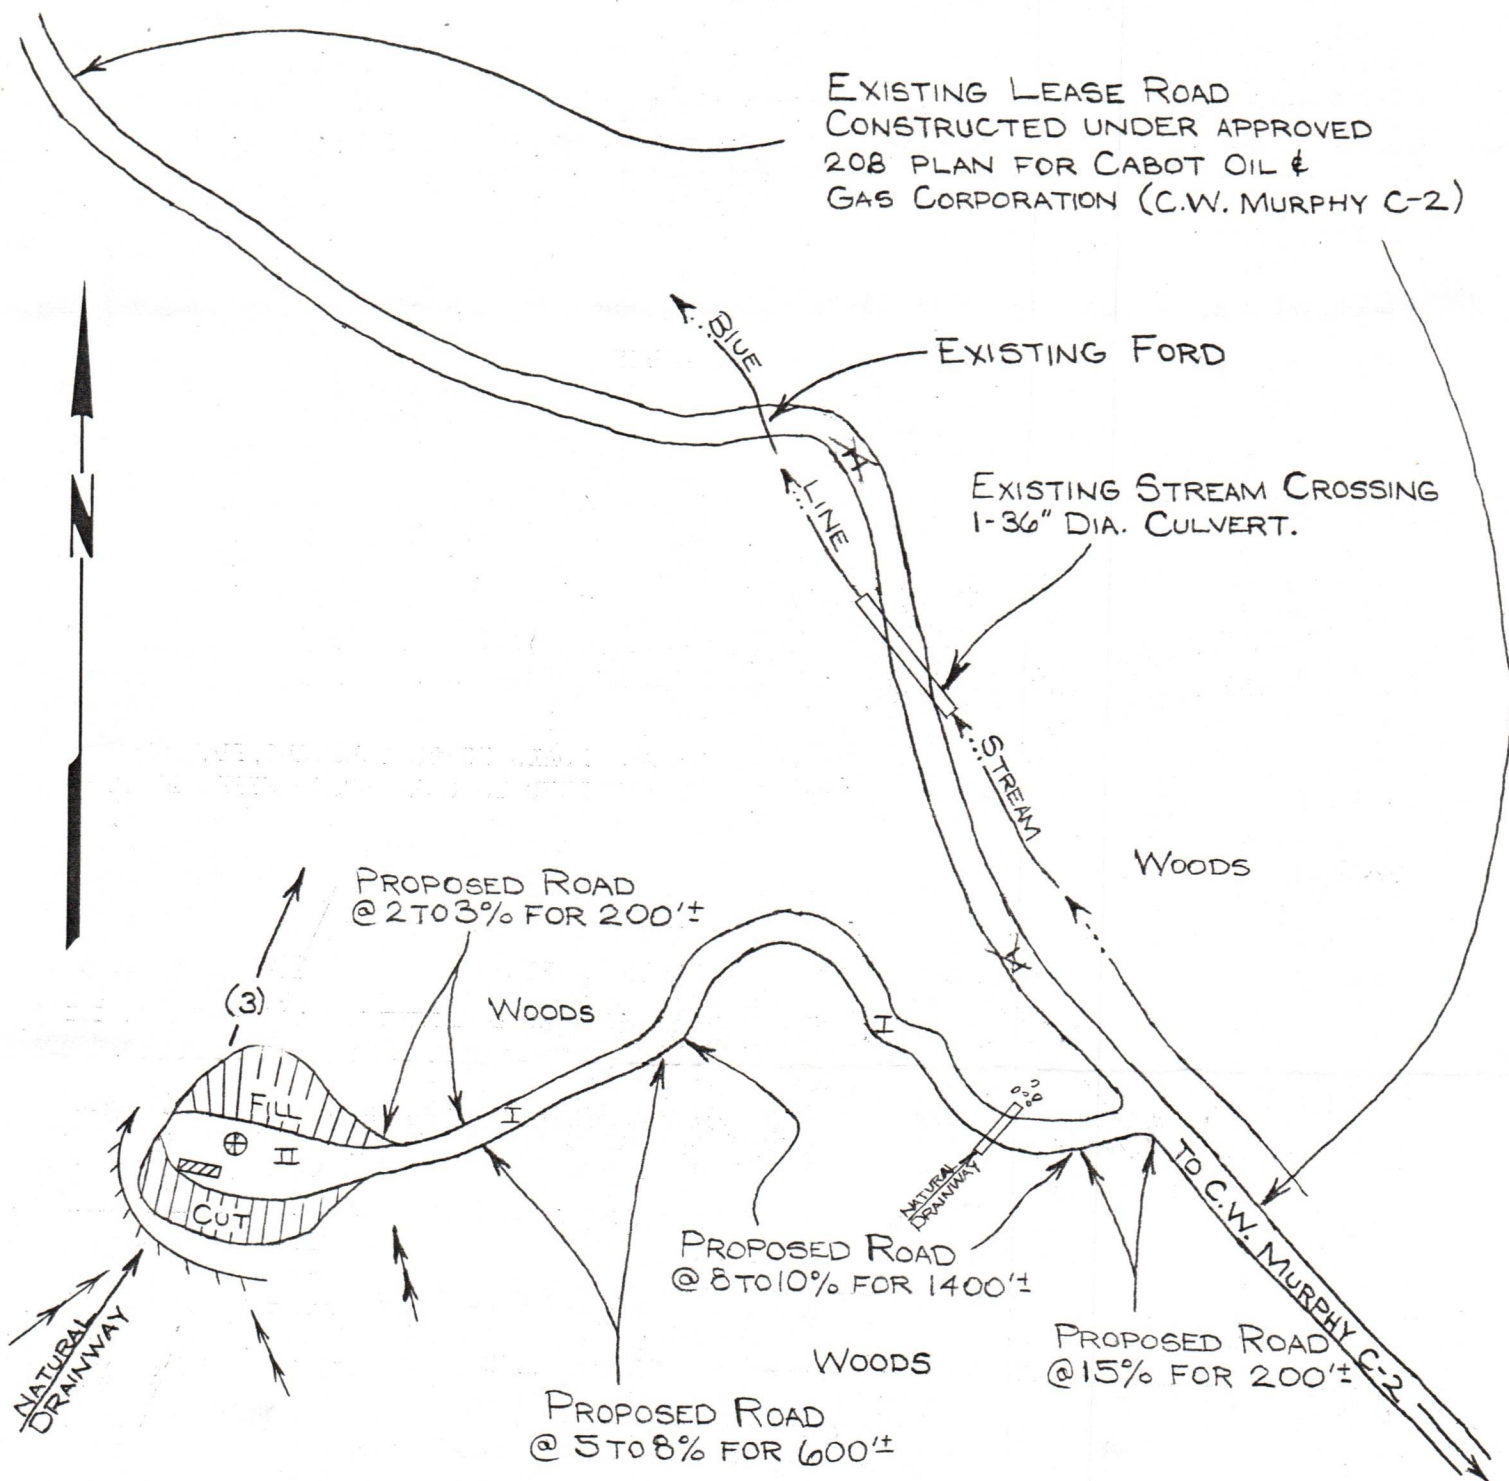 EXISTING LEASE ROAD
CONSTRUCTED UNDER APPROVED
208 PLAN FOR CABOT OIL &
GAS CORPORATION (C.W. MURPHY C-2)
BLUE
EXISTING FORD
N
LINE
EXISTING STREAM CROSSING
1-36" DIA. CULVERT.
STREAM
WOODS
PROPOSED ROAD
@ 2 TO 3% FOR 200'±
(3)
WOODS
I
I
FILL
II
CUT
NATURAL
DRAINWAY
TO C.W. MURPHY C-2
PROPOSED ROAD
@ 8 TO 10% FOR 1400'±
NATURAL
DRAINWAY
PROPOSED ROAD
@ 15% FOR 200'±
WOODS
PROPOSED ROAD
@ 5 TO 8% FOR 600'±